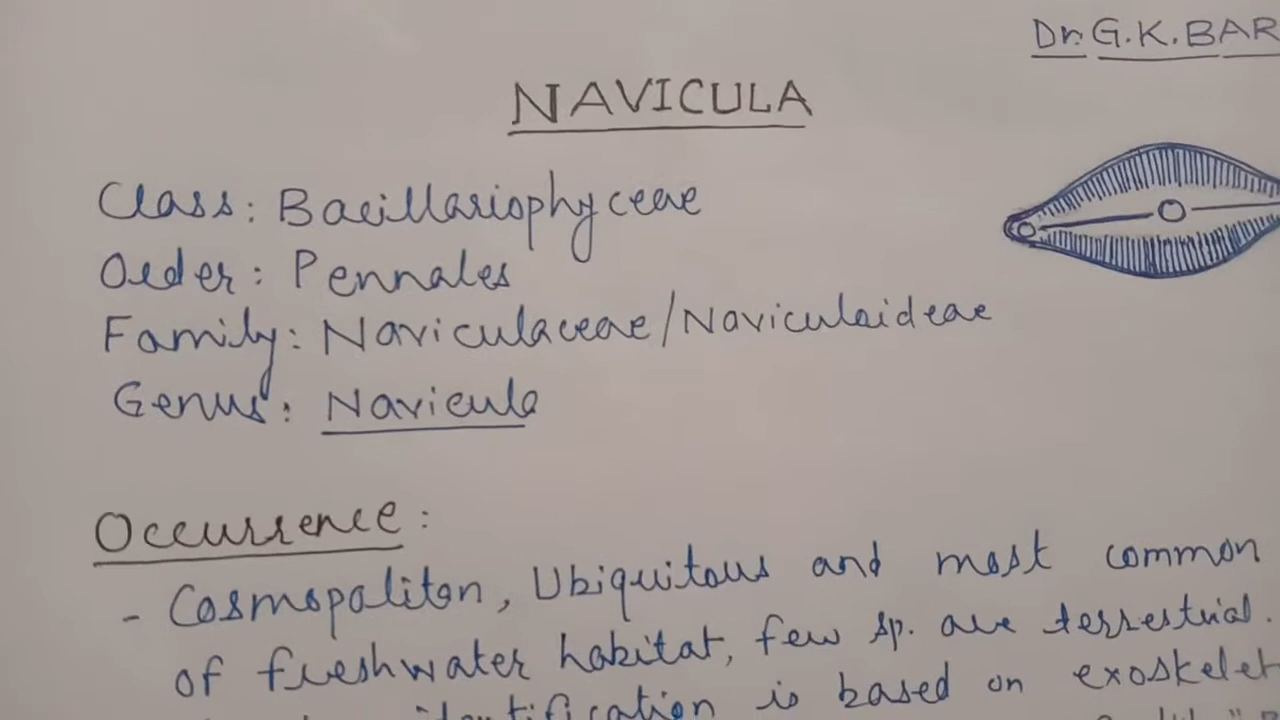 Dr. G.K. BAR
NAVICULA
Class: Bacillariophyceae
Order: Pennales
Family: Naviculaceae/Naviculaideae
Genus: Navicula
Occurrence:
- Cosmopoliton, Ubiquitous and most common
of freshwater habitat, few sp. are terrestrial.
identification is based on exoskelet